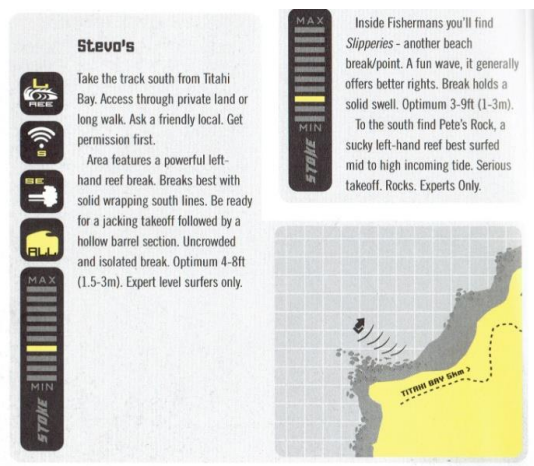 Stevo's
L
REE
S
SE
ALL
MAX
MIN
STOKE
Take the track south from Titahi
Bay. Access through private land or
long walk. Ask a friendly local. Get
permission first.
Area features a powerful left-
hand reef break. Breaks best with
solid wrapping south lines. Be ready
for a jacking takeoff followed by a
hollow barrel section. Uncrowded
and isolated break. Optimum 4-8ft
(1.5-3m). Expert level surfers only.
MAX
MIN
STOKE
Inside Fishermans you'll find
Slipperies - another beach
break/point. A fun wave, it generally
offers better rights. Break holds a
solid swell. Optimum 3-9ft (1-3m).
To the south find Pete's Rock, a
sucky left-hand reef best surfed
mid to high incoming tide. Serious
takeoff. Rocks. Experts Only.
TITAHI BAY 5km >